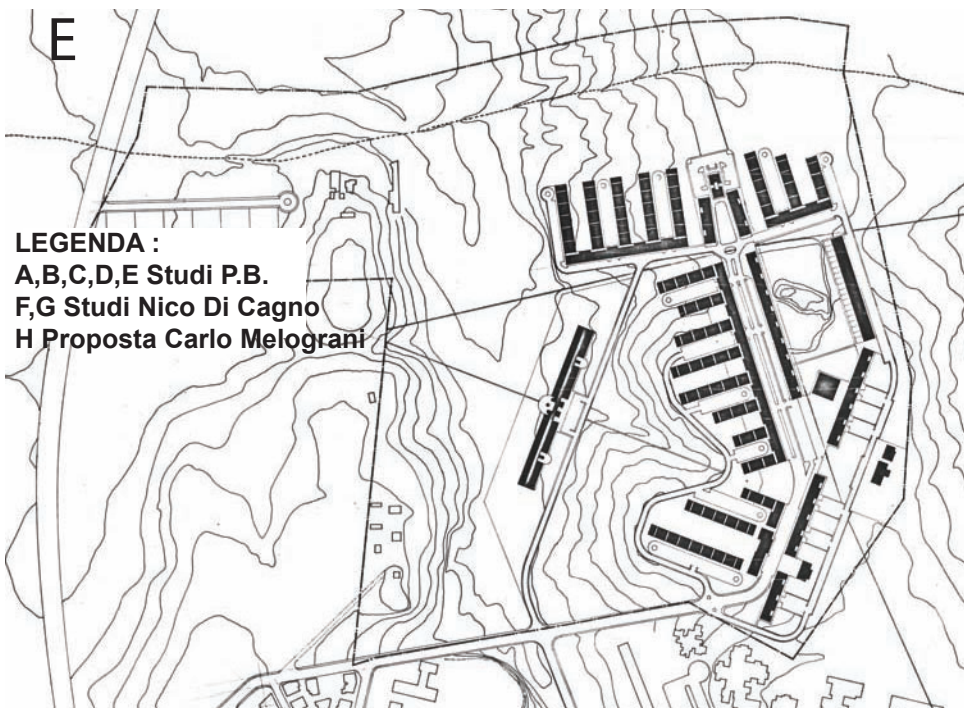 E
LEGENDA :
A,B,C,D,E Studi P.B.
F,G Studi Nico Di Cagno
H Proposta Carlo Melograni